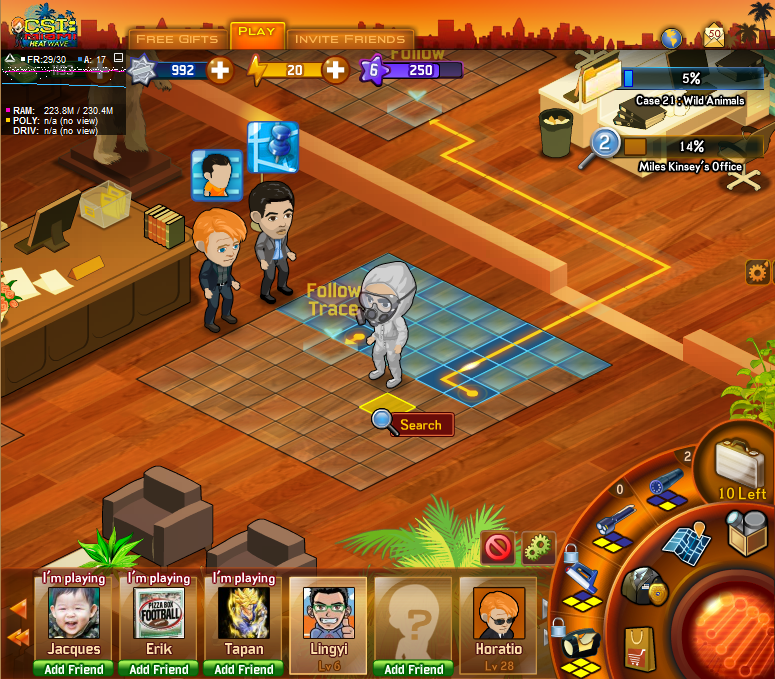 CSI:
MIAMI
HEAT WAVE
FREE GIFTS
PLAY
INVITE FRIENDS
50
FR:29/30 A: 17
992
20
6 250
Follow
5%
Case 21 : Wild Animals
RAM: 223.8M / 230.4M
POLY: n/a (no view)
DRIV: n/a (no view)
2
14%
Miles Kinsey's Office
Follow
Trace
Search
2
0
10 Left
I'm playing
I'm playing
I'm playing
PIZZA BOX
FOOTBALL
?
Jacques
Erik
Tapan
Lingyi
Horatio
Lv 6
Lv 28
Add Friend
Add Friend
Add Friend
Add Friend